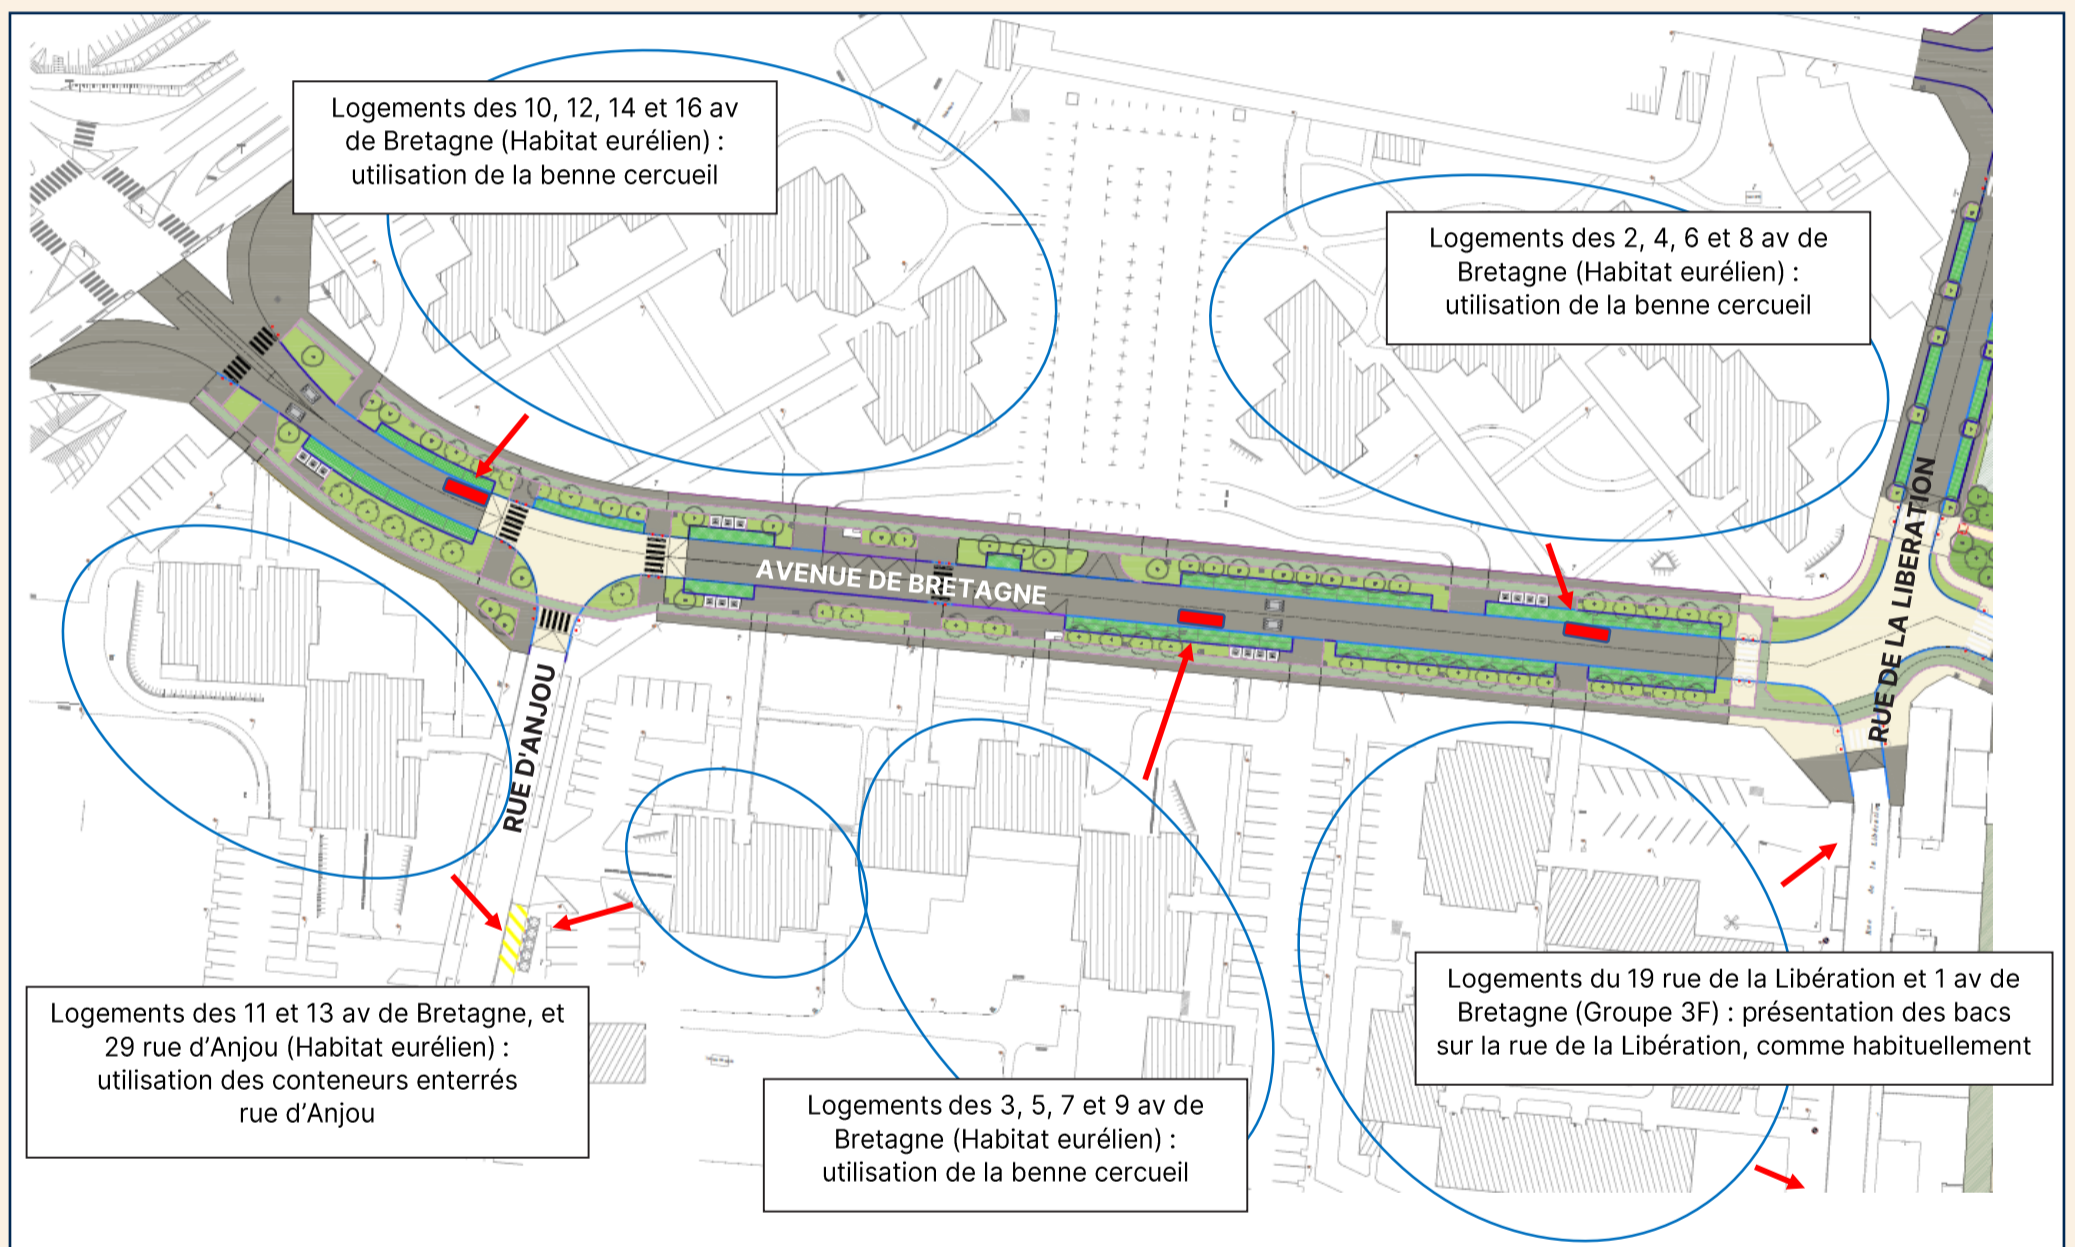 Logements des 10, 12, 14 et 16 av
de Bretagne (Habitat eurélien) :
utilisation de la benne cercueil
Logements des 2, 4, 6 et 8 av de
Bretagne (Habitat eurélien) :
utilisation de la benne cercueil
AVENUE DE BRETAGNE
RUE DE LA LIBERATION
RUE D'ANJOU
Rue de la Libération
Logements des 11 et 13 av de Bretagne, et
29 rue d’Anjou (Habitat eurélien) :
utilisation des conteneurs enterrés
rue d’Anjou
Logements des 3, 5, 7 et 9 av de
Bretagne (Habitat eurélien) :
utilisation de la benne cercueil
Logements du 19 rue de la Libération et 1 av de
Bretagne (Groupe 3F) : présentation des bacs
sur la rue de la Libération, comme habituellement